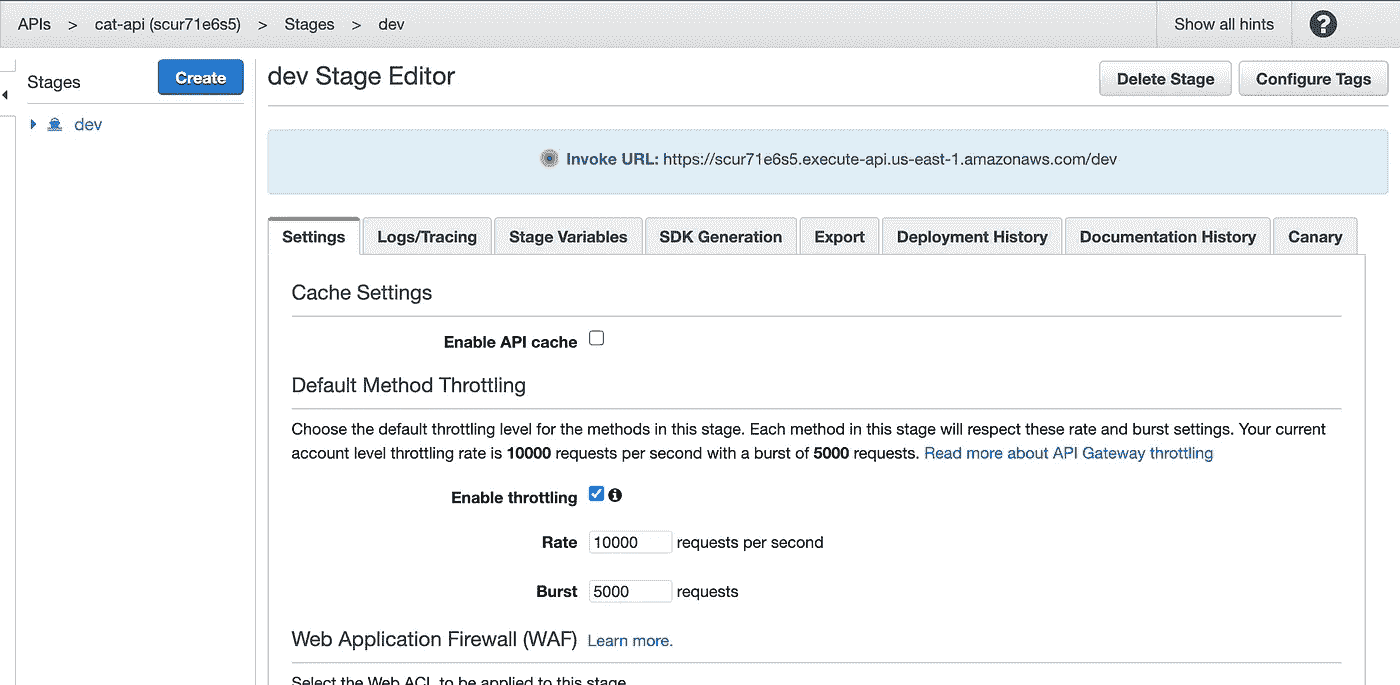 APIs > cat-api (scur71e6s5) > Stages > dev
Show all hints
?
Stages
Create
dev
dev Stage Editor
Delete Stage
Configure Tags
Invoke URL: https://scur71e6s5.execute-api.us-east-1.amazonaws.com/dev
Settings
Logs/Tracing
Stage Variables
SDK Generation
Export
Deployment History
Documentation History
Canary
Cache Settings
Enable API cache
Default Method Throttling
Choose the default throttling level for the methods in this stage. Each method in this stage will respect these rate and burst settings. Your current
account level throttling rate is 10000 requests per second with a burst of 5000 requests. Read more about API Gateway throttling
Enable throttling
Rate 10000 requests per second
Burst 5000 requests
Web Application Firewall (WAF) Learn more.
Select the Web ACL to be applied to this stage.